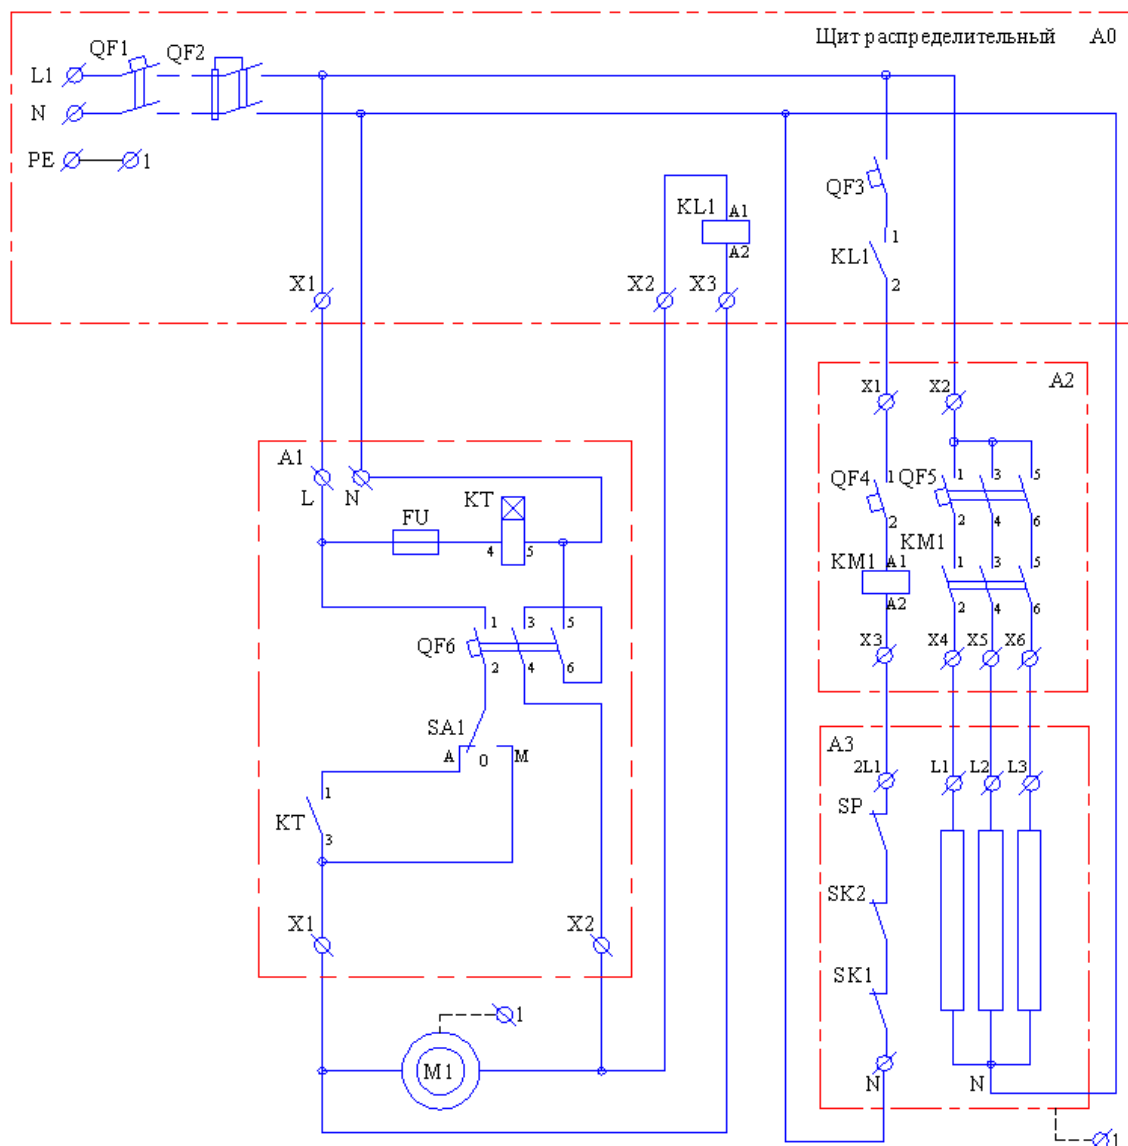 Щит распределительный A0
QF1 QF2
L1
N
PE 1
QF3
KL1 A1
A2
1
KL1
2
X1 X2 X3
X1 X2 A2
A1
L N KT
FU
4 5
QF4 1 QF5 1 3 5
2 2 4 6
KM1
KM1 A1 1 3 5
A2 2 4 6
1 3 5
QF6
2 4 6
X3 X4 X5 X6
SA1
A 0 M
A3
2L1 L1 L2 L3
1
KT
3
SP
SK2
X1 X2
SK1
1
M1
N N
1